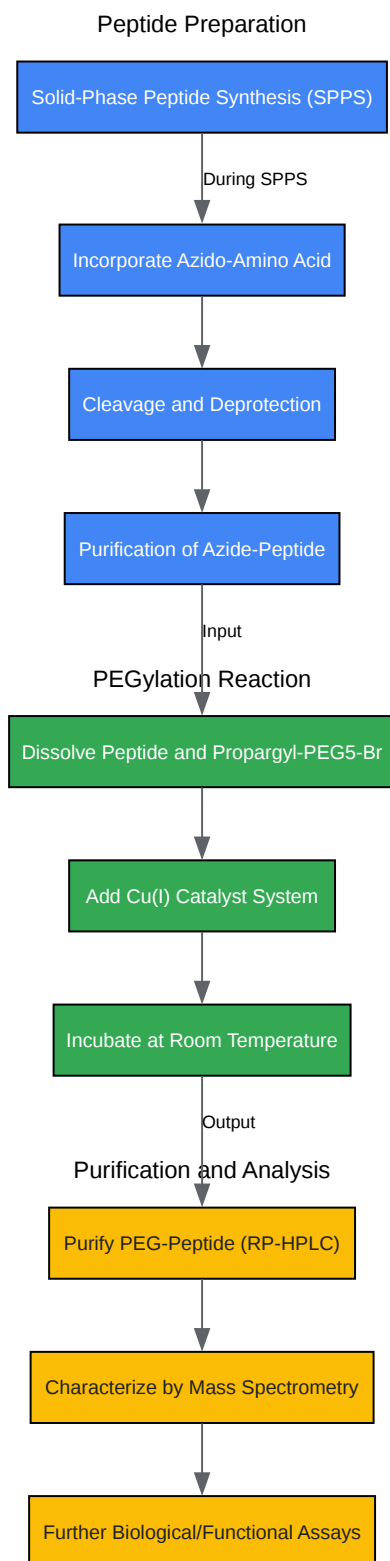 Peptide Preparation
Solid-Phase Peptide Synthesis (SPPS)
During SPPS
Incorporate Azido-Amino Acid
Cleavage and Deprotection
Purification of Azide-Peptide
Input
PEGylation Reaction
Dissolve Peptide and Propargyl-PEG5-Br
Add Cu(I) Catalyst System
Incubate at Room Temperature
Output
Purification and Analysis
Purify PEG-Peptide (RP-HPLC)
Characterize by Mass Spectrometry
Further Biological/Functional Assays